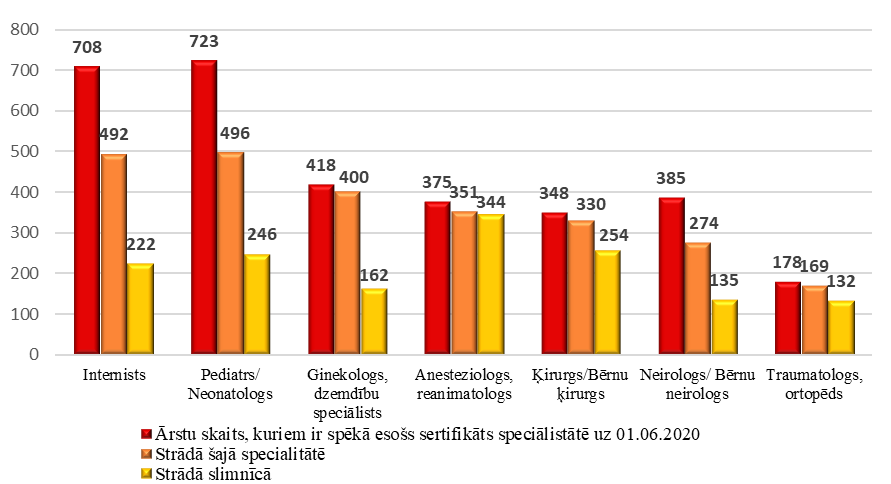 800
700
600
500
400
300
200
100
0
708
492
222
723
496
246
418
400
162
375
351
344
348
330
254
385
274
135
178
169
132
Internists
Pediatrs/
Neonatologs
Ginekologs,
dzemdību
speciālists
Anesteziologs,
reanimatologs
Ķirurgs/Bērnu
ķirurgs
Neirologs/ Bērnu
neirologs
Traumatologs,
ortopēds
Ārstu skaits, kuriem ir spēkā esošs sertifikāts speciālistātē uz 01.06.2020
Strādā šajā specialitātē
Strādā slimnīcā